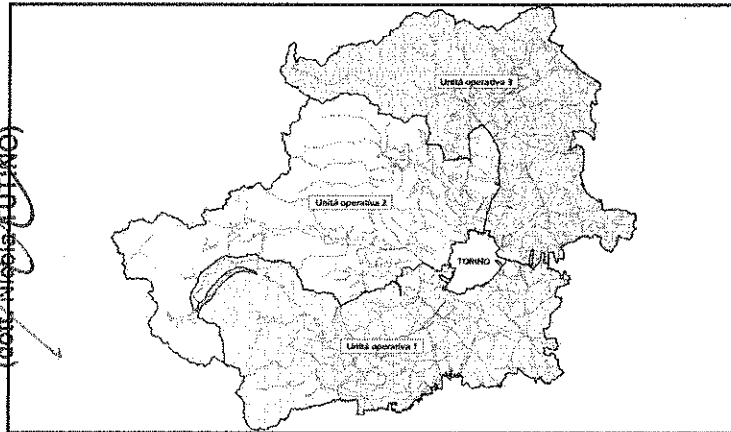 Unità operativa 3
Unità operativa 2
TORINO
Unità operativa 1